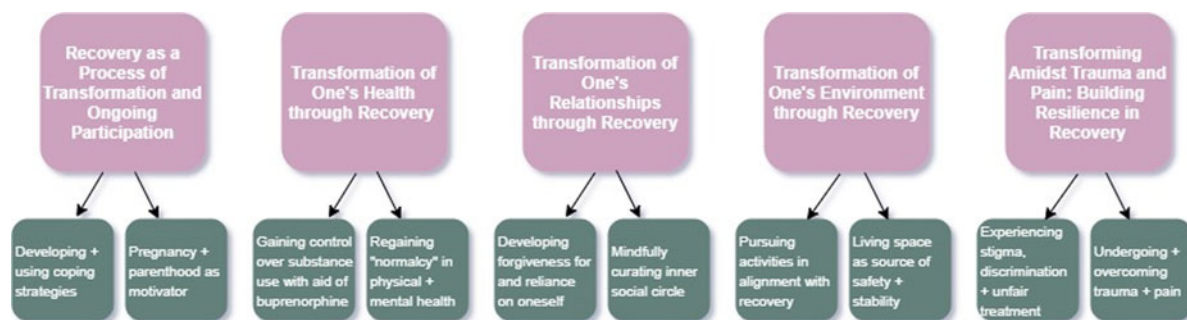 Recovery as a
Process of
Transformation and
Ongoing
Participation
Transformation of
One's Health through
Recovery
Transformation of
One's
Relationships
through Recovery
Transformation of
One's Environment
through Recovery
Transforming
Amidst Trauma and
Pain: Building
Resilience in
Recovery
Developing +
using coping
strategies
Pregnancy +
parenthood as
motivator
Gaining control
over substance
use with aid of
buprenorphine
Regaining
"normalcy" in
physical +
mental health
Developing
forgiveness for
and reliance
on oneself
Mindfully
curating inner
social circle
Pursuing
activities in
alignment with
recovery
Living space
as source of
safety +
stability
Experiencing
stigma,
discrimination
+ unfair
treatment
Undergoing +
overcoming
trauma + pain